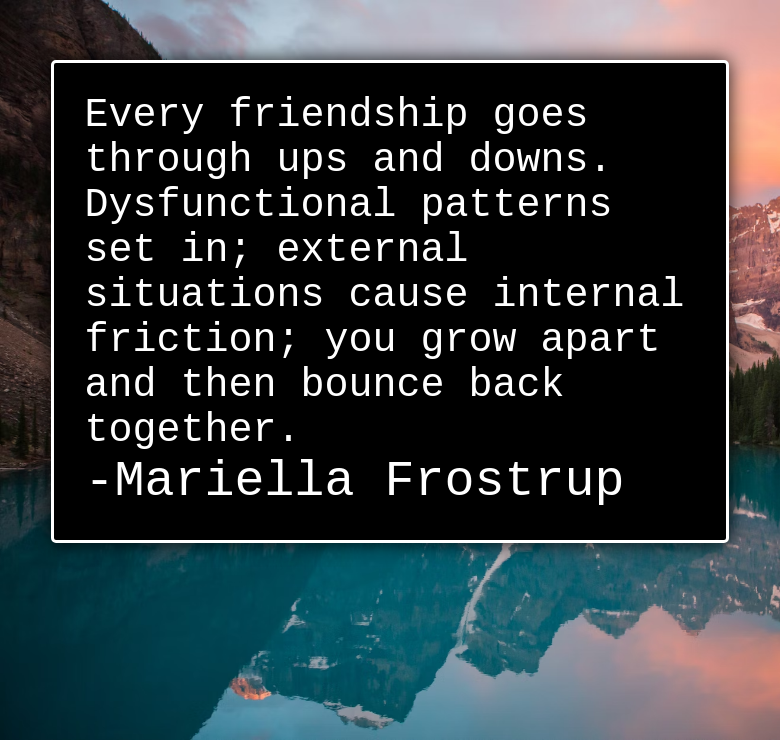 Every friendship goes
through ups and downs.
Dysfunctional patterns
set in; external
situations cause internal
friction; you grow apart
and then bounce back
together.
-Mariella Frostrup